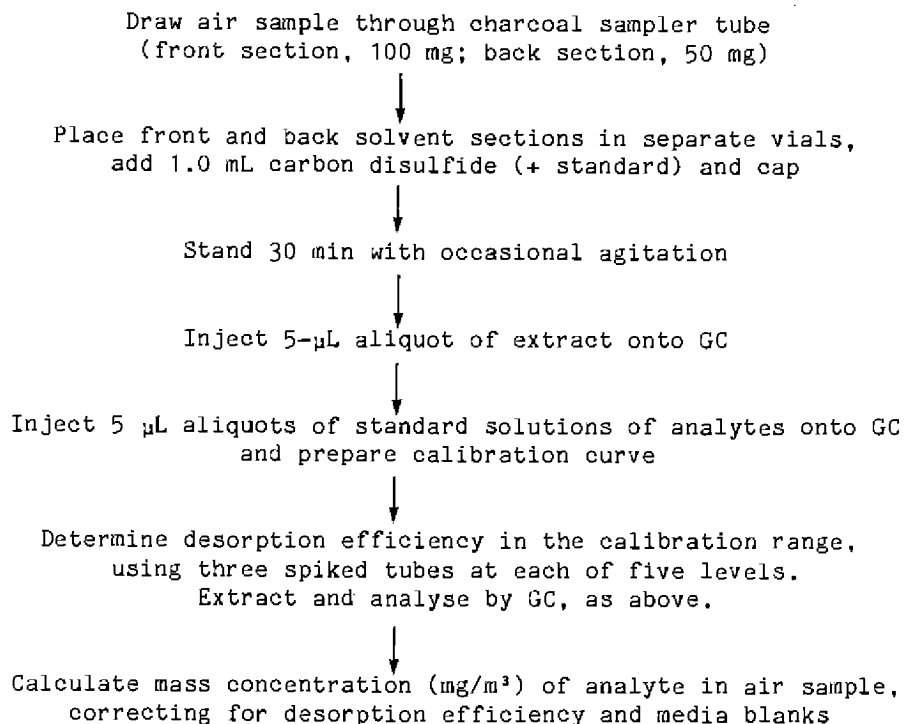 Draw air sample through charcoal sampler tube
(front section, 100 mg; back section, 50 mg)
Place front and back solvent sections in separate vials,
add 1.0 mL carbon disulfide (+ standard) and cap
Stand 30 min with occasional agitation
Inject 5-μL aliquot of extract onto GC
Inject 5 μL aliquots of standard solutions of analytes onto GC
and prepare calibration curve
Determine desorption efficiency in the calibration range,
using three spiked tubes at each of five levels.
Extract and analyse by GC, as above.
Calculate mass concentration (mg/m³) of analyte in air sample,
correcting for desorption efficiency and media blanks